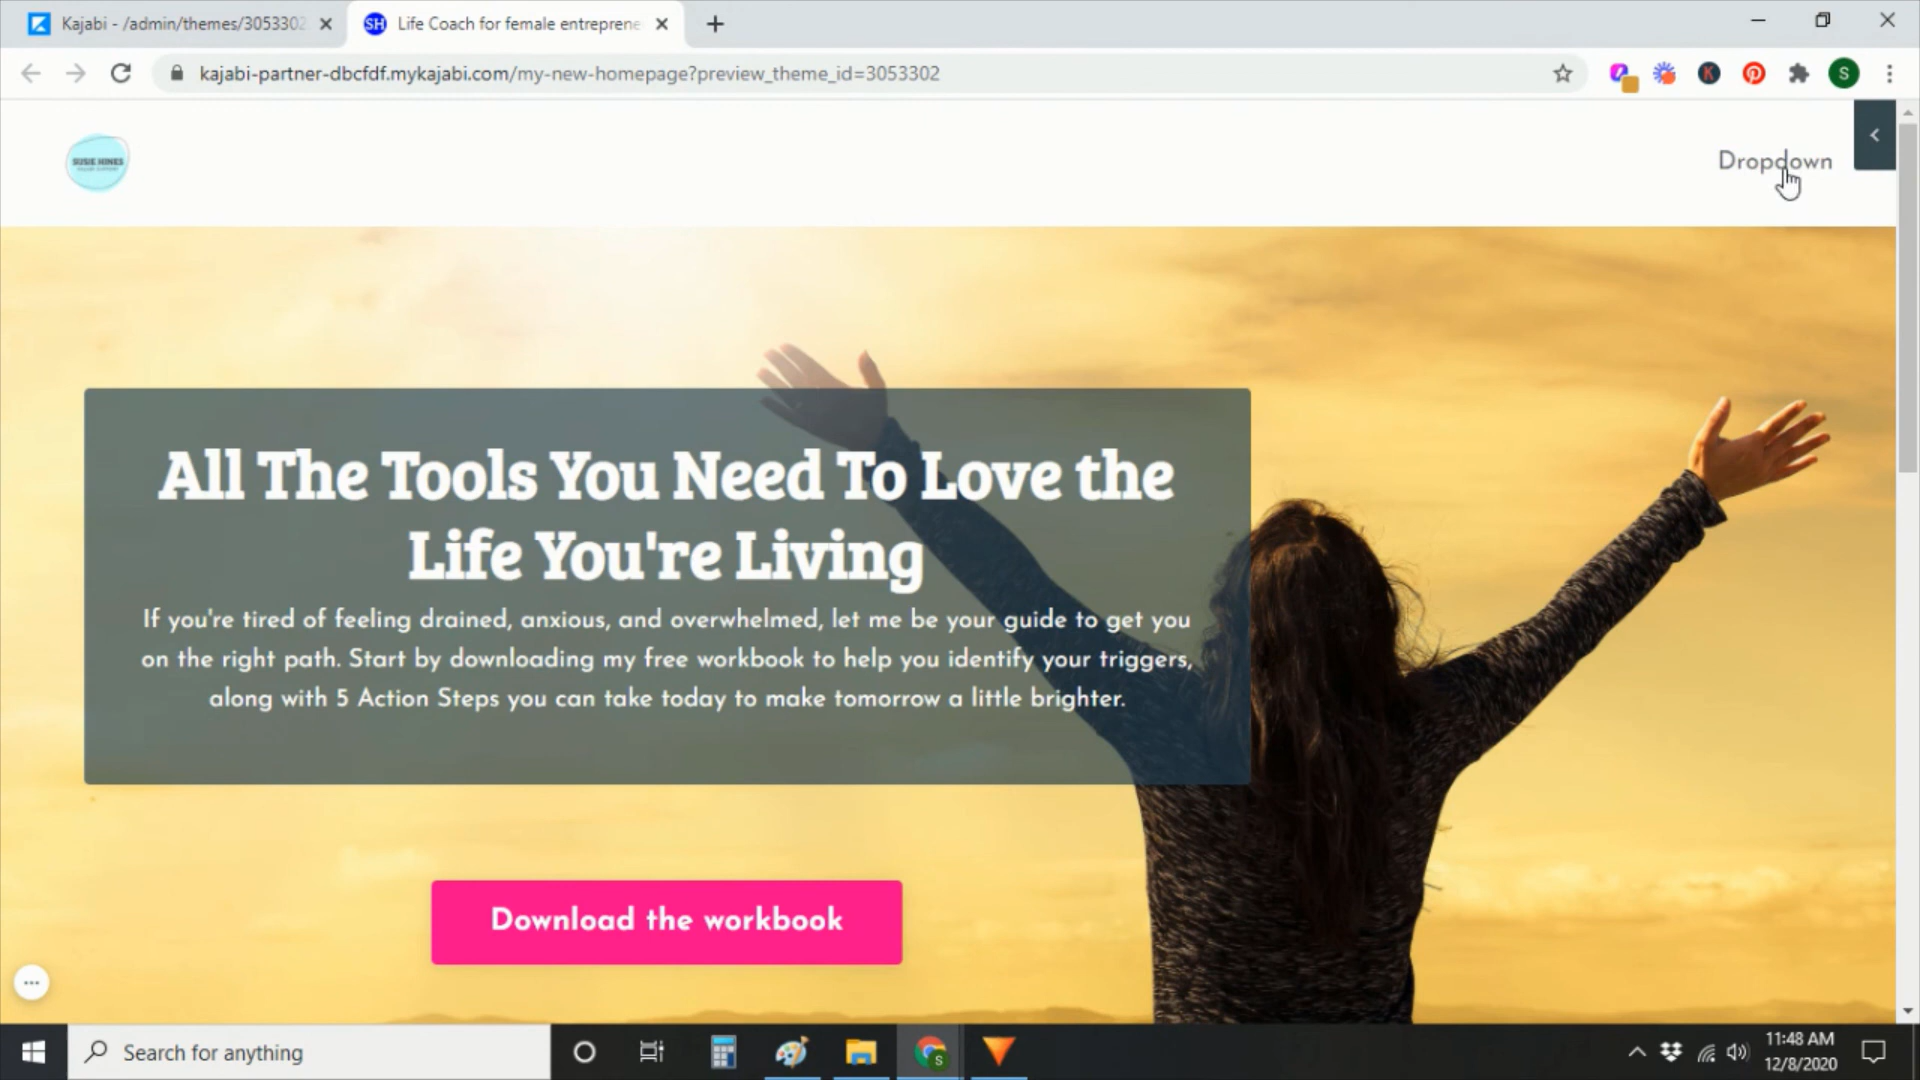 Kajabi - /admin/themes/3053302
SH
Life Coach for female entreprene
kajabi-partner-dbcfdf.mykajabi.com/my-new-homepage?preview_theme_id=3053302
K
S
SUSIE HINES
Dropdown
All The Tools You Need To Love the
Life You're Living
If you're tired of feeling drained, anxious, and overwhelmed, let me be your guide to get you
on the right path. Start by downloading my free workbook to help you identify your triggers,
along with 5 Action Steps you can take today to make tomorrow a little brighter.
Download the workbook
Search for anything
S
11:48 AM
12/8/2020